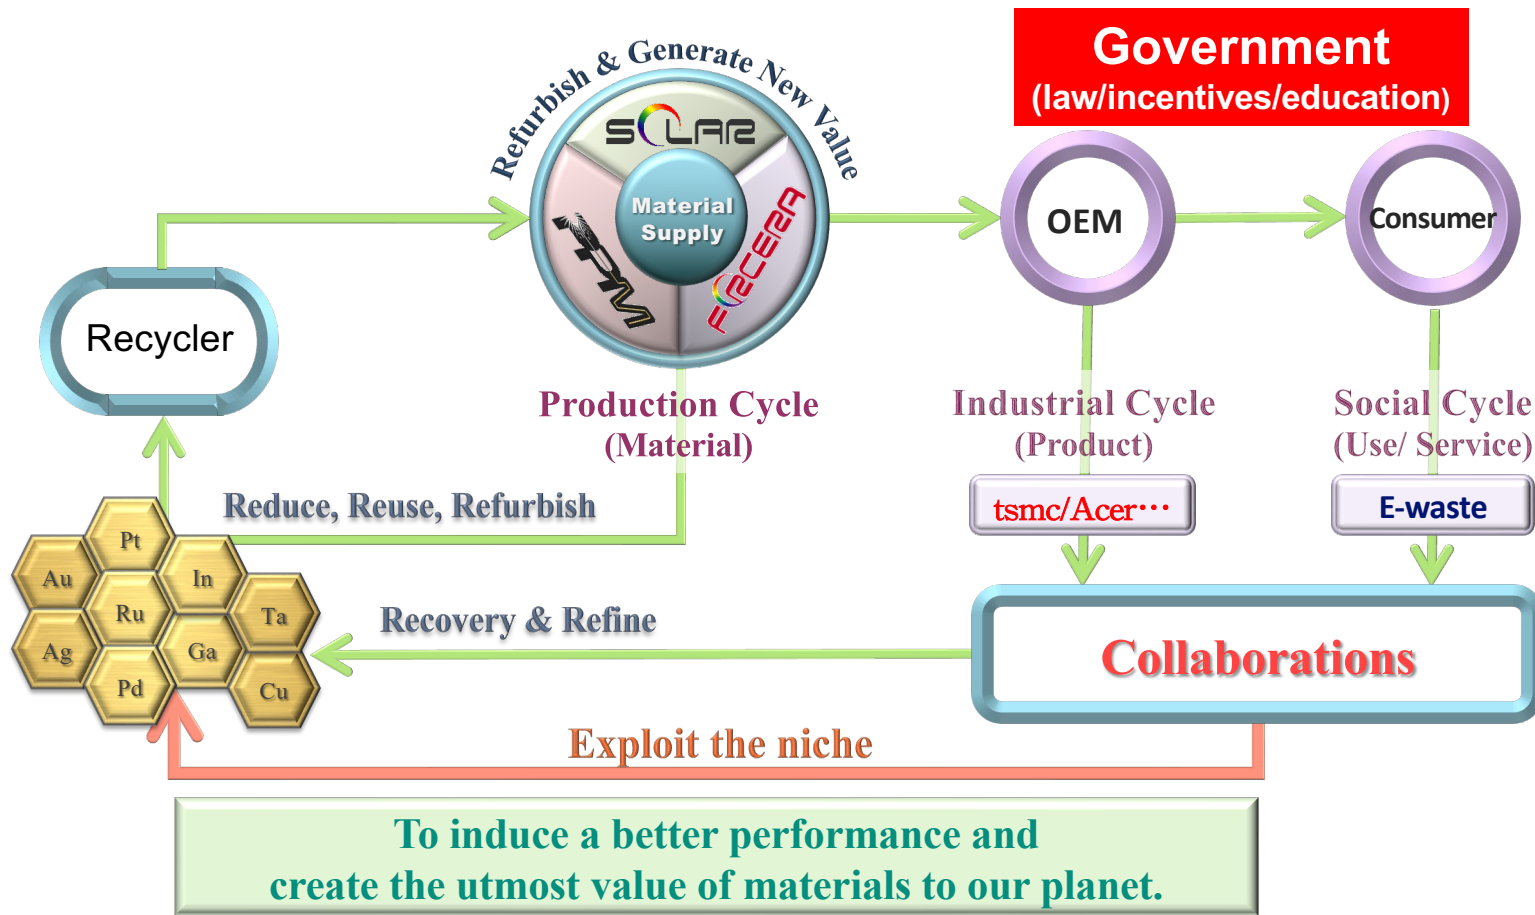 Government
(law/incentives/education)
Refurbish & Generate New Value
SOLAR
Material
Supply
FORCERA
OEM
Consumer
Recycler
Production Cycle
(Material)
Industrial Cycle
(Product)
Social Cycle
(Use/ Service)
Reduce, Reuse, Refurbish
tsmc/Acer⋯
E-waste
Pt
Au
In
Ru
Ta
Ag
Ga
Pd
Cu
Recovery & Refine
Collaborations
Exploit the niche
To induce a better performance and
create the utmost value of materials to our planet.